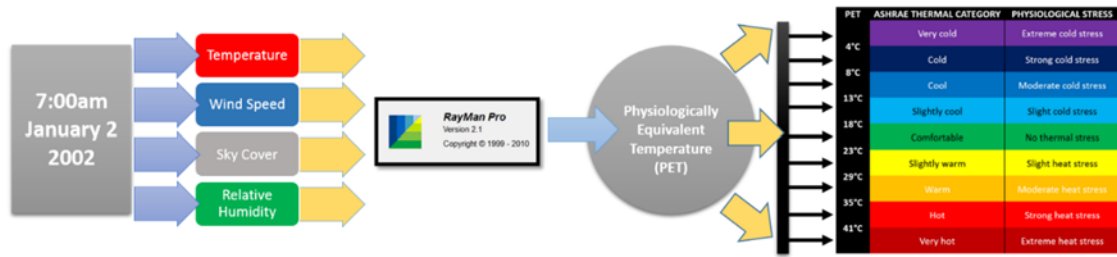 7:00am
January 2
2002
Temperature
Wind Speed
Sky Cover
Relative
Humidity
RayMan Pro
Version 2.1
Copyright © 1999 - 2010
Physiologically
Equivalent
Temperature
(PET)
PET ASHRAE THERMAL CATEGORY PHYSIOLOGICAL STRESS
Very cold Extreme cold stress
4°C
Cold Strong cold stress
8°C
Cool Moderate cold stress
13°C
Slightly cool Slight cold stress
18°C
Comfortable No thermal stress
23°C
Slightly warm Slight heat stress
29°C
Warm Moderate heat stress
35°C
Hot Strong heat stress
41°C
Very hot Extreme heat stress